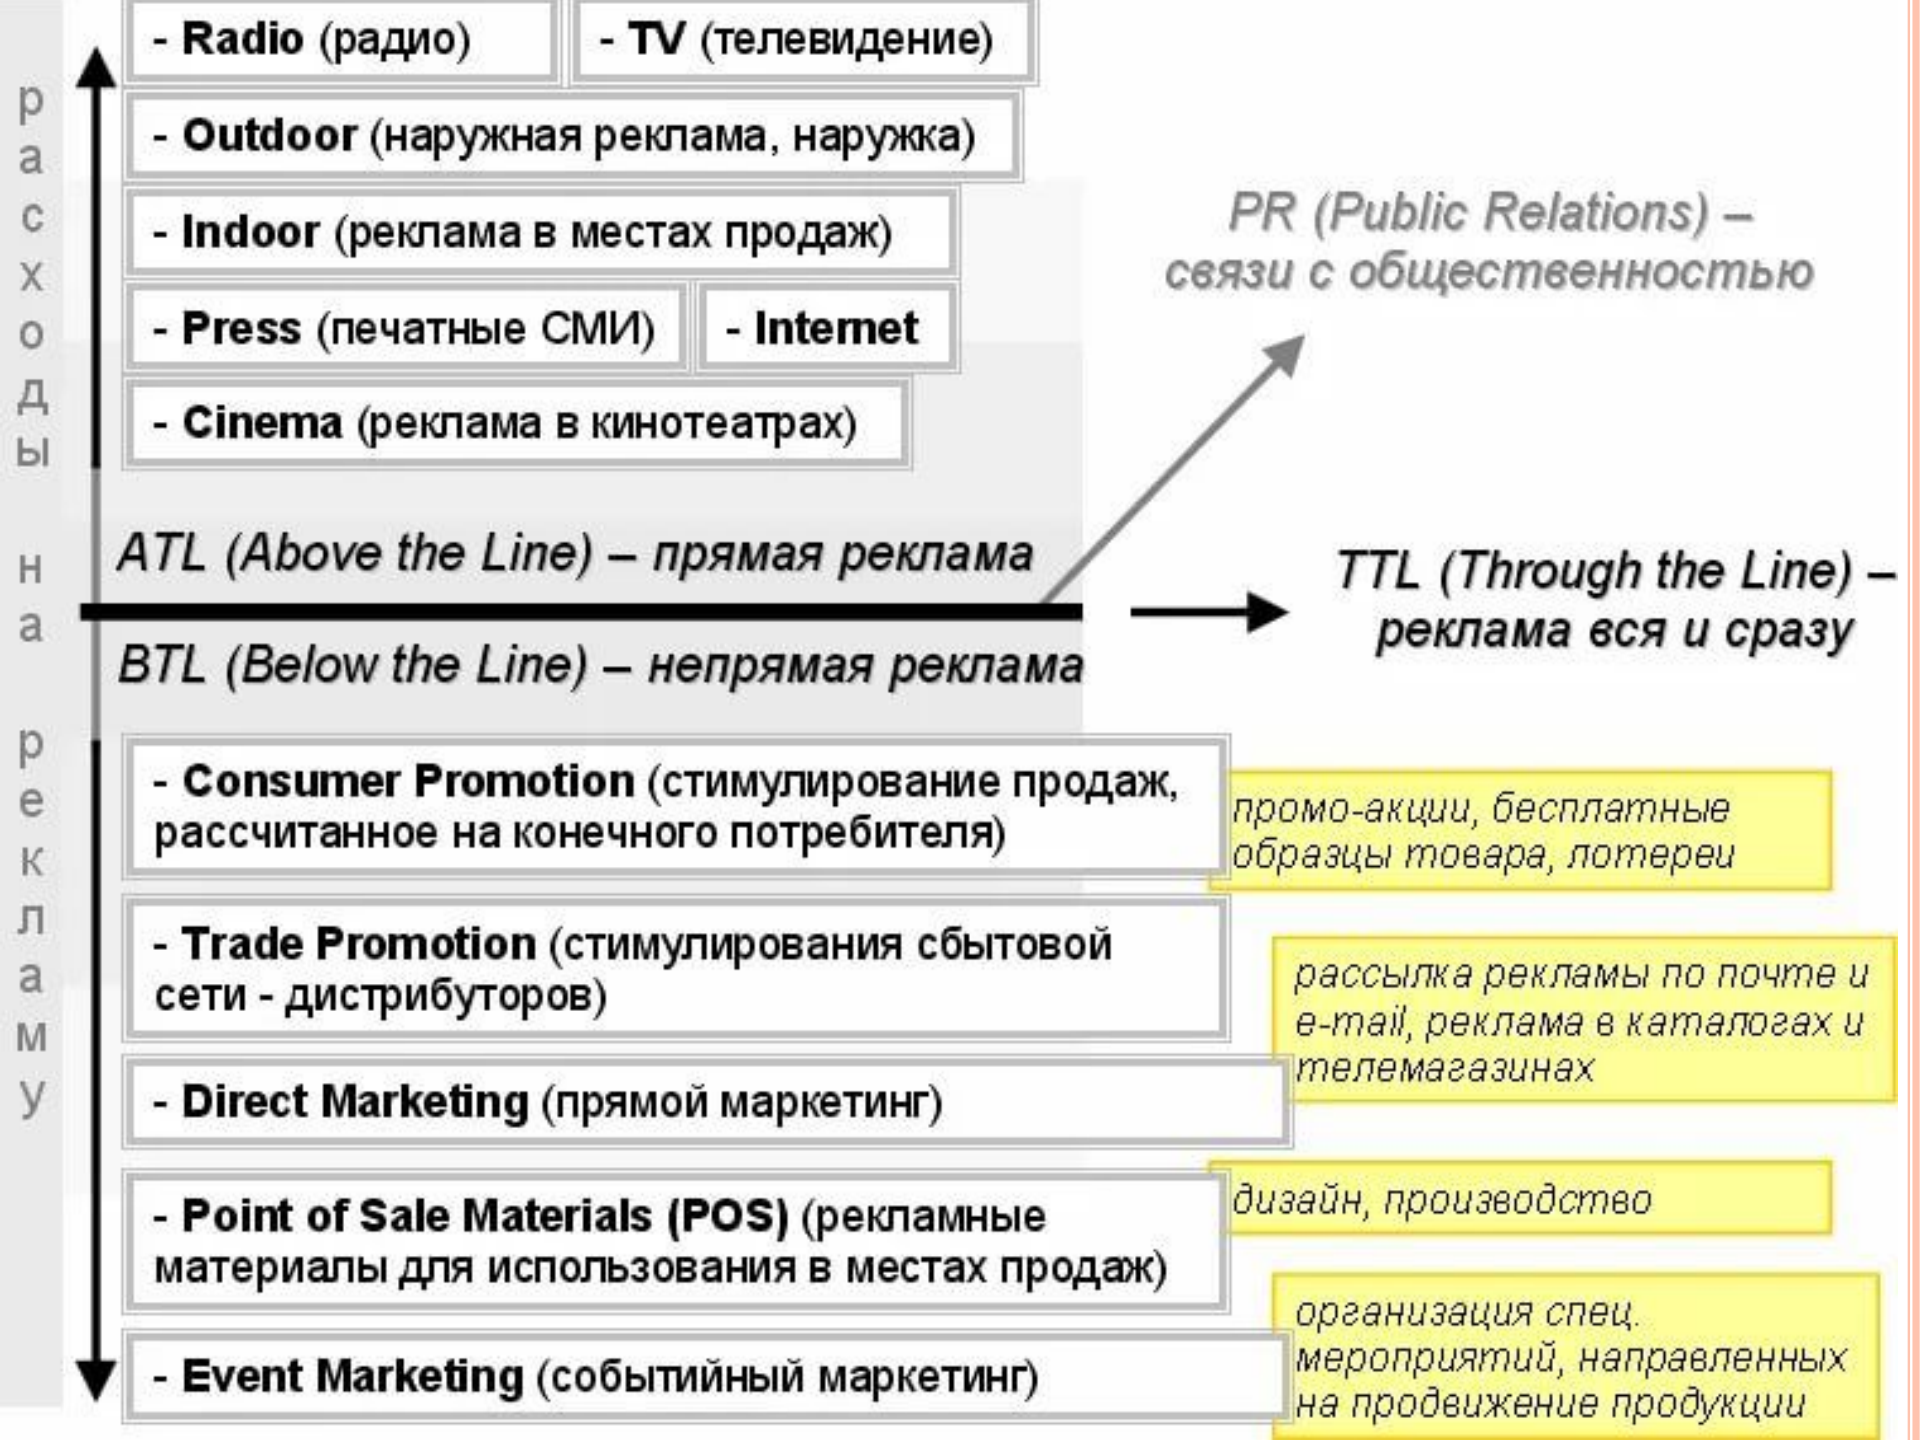 расходы на рекламу
- Radio (радио)
- TV (телевидение)
- Outdoor (наружная реклама, наружка)
- Indoor (реклама в местах продаж)
- Press (печатные СМИ)
- Internet
- Cinema (реклама в кинотеатрах)
PR (Public Relations) –
связи с общественностью
ATL (Above the Line) – прямая реклама
TTL (Through the Line) –
реклама вся и сразу
BTL (Below the Line) – непрямая реклама
- Consumer Promotion (стимулирование продаж,
рассчитанное на конечного потребителя)
промо-акции, бесплатные
образцы товара, лотереи
- Trade Promotion (стимулирования сбытовой
сети - дистрибуторов)
- Direct Marketing (прямой маркетинг)
рассылка рекламы по почте и
e-mail, реклама в каталогах и
телемагазинах
- Point of Sale Materials (POS) (рекламные
материалы для использования в местах продаж)
дизайн, производство
- Event Marketing (событийный маркетинг)
организация спец.
мероприятий, направленных
на продвижение продукции